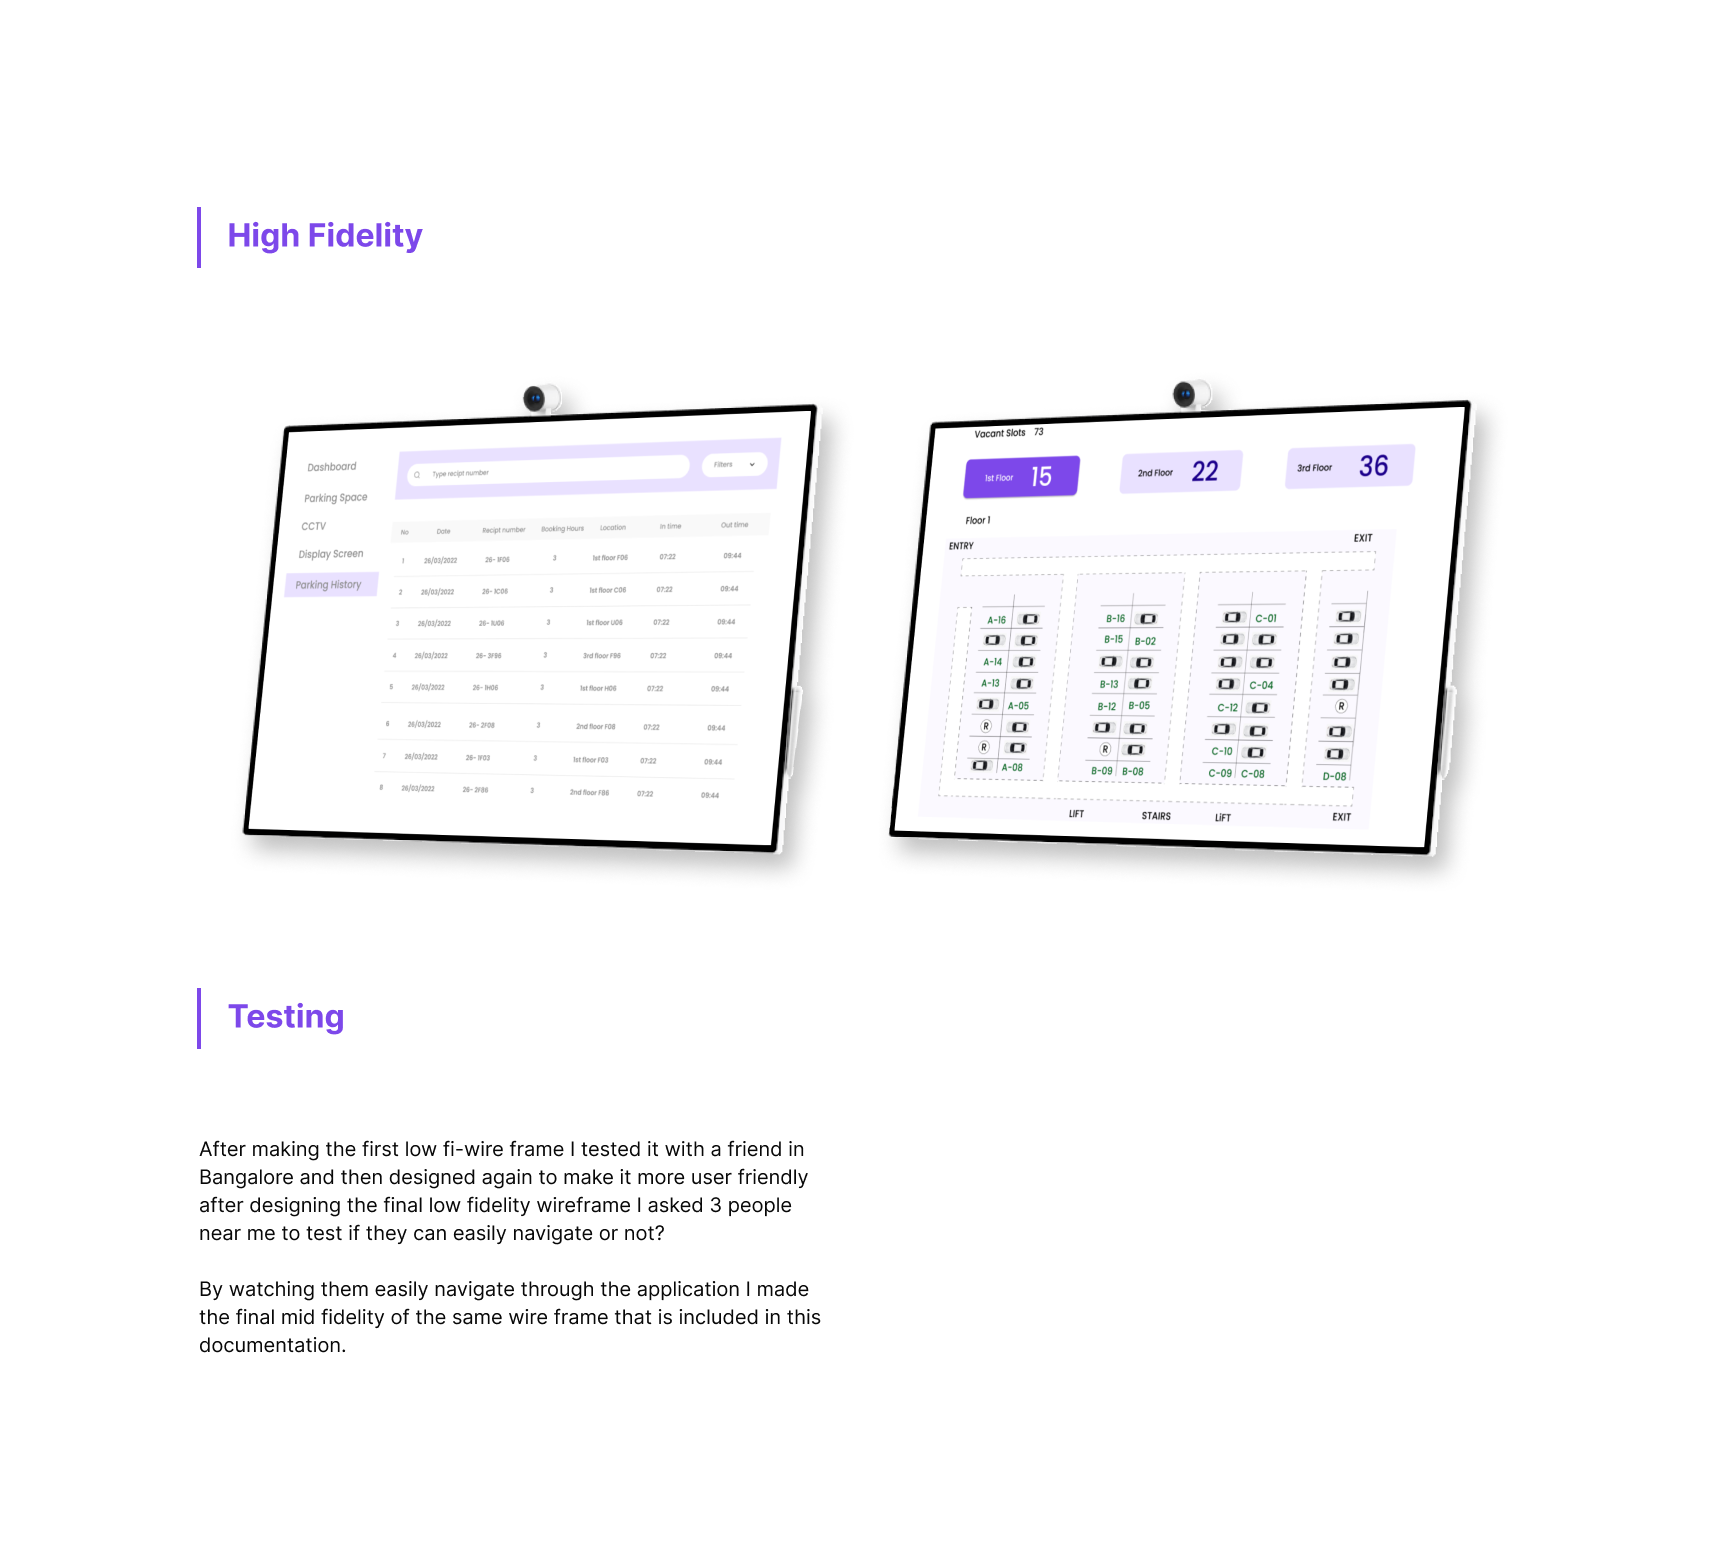 High Fidelity
Dashboard
Parking Space
CCTV
Display Screen
Parking History
Type recipt number
Filters
No Date Recipt number Booking Hours Location In time Out time
1 26/03/2022 26- 1F06 3 1st floor F06 07:22 09:44
2 26/03/2022 26- 1C06 3 1st floor C06 07:22 09:44
3 26/03/2022 26- 1U06 3 1st floor U06 07:22 09:44
4 26/03/2022 26- 3F86 3 3rd floor F86 07:22 09:44
5 26/03/2022 26- 1H06 3 1st floor H06 07:22 09:44
6 26/03/2022 26- 2F08 3 2nd floor F08 07:22 09:44
7 26/03/2022 26- 1F03 3 1st floor F03 07:22 09:44
8 26/03/2022 26- 2F86 3 2nd floor F86 07:22 09:44
Vacant Slots 73
1st Floor 15
2nd Floor 22
3rd Floor 36
Floor 1
ENTRY EXIT
A-16 B-16 C-01
B-15 B-02
A-14
A-13 B-13 C-04
A-05 B-12 B-05 C-12 R
R C-10
R R
A-08 B-09 B-08 C-09 C-08 D-08
LIFT STAIRS LiFT EXIT
Testing
After making the first low fi-wire frame I tested it with a friend in
Bangalore and then designed again to make it more user friendly
after designing the final low fidelity wireframe I asked 3 people
near me to test if they can easily navigate or not?
By watching them easily navigate through the application I made
the final mid fidelity of the same wire frame that is included in this
documentation.